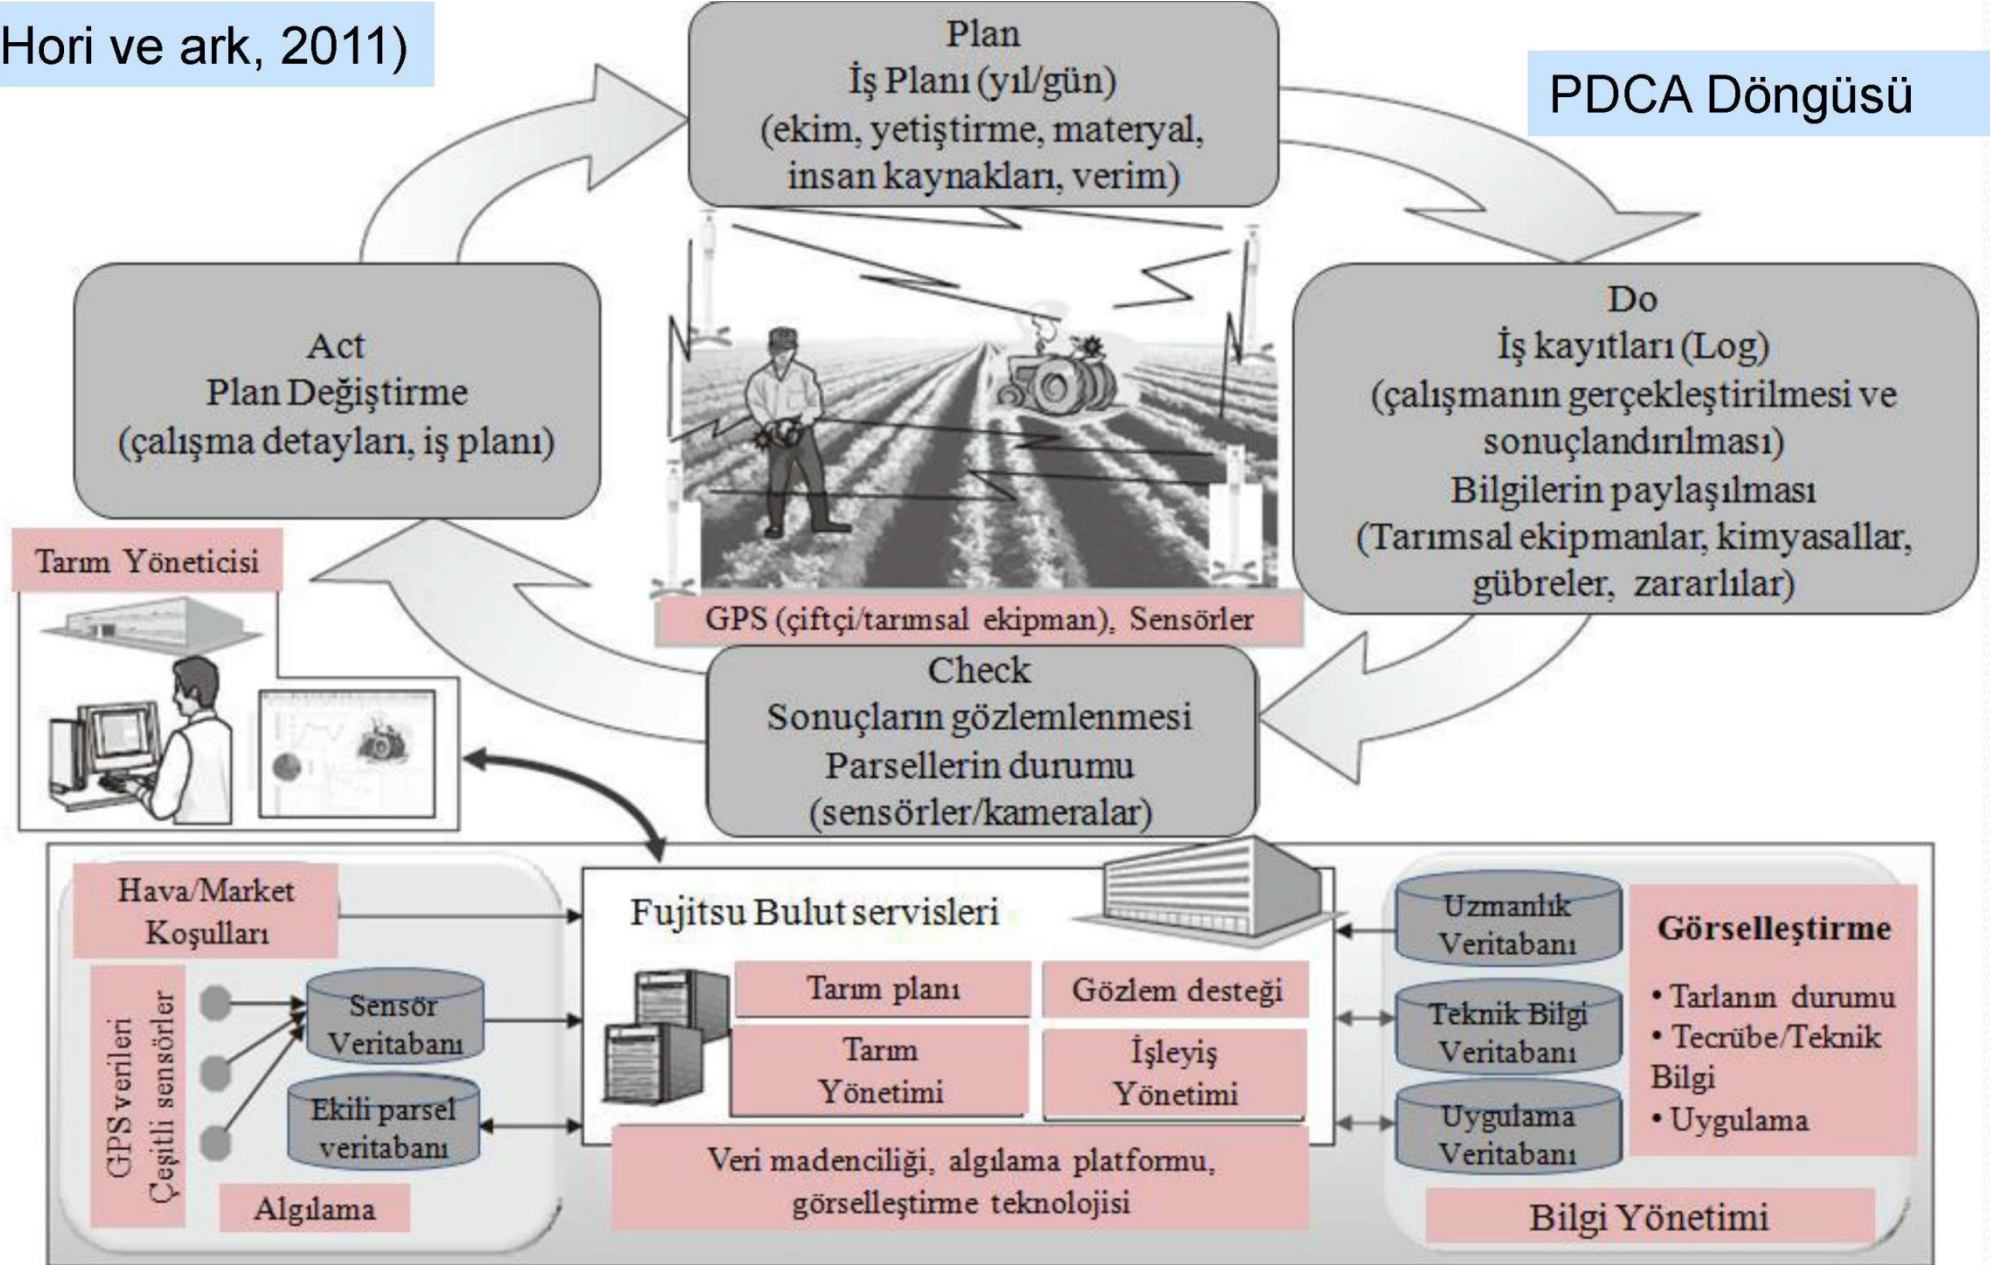 Hori ve ark, 2011)
PDCA Döngüsü
Plan
İş Planı (yıl/gün)
(ekim, yetiştirme, materyal,
insan kaynakları, verim)
Do
İş kayıtları (Log)
(çalışmanın gerçekleştirilmesi ve
sonuçlandırılması)
Bilgilerin paylaşılması
(Tarımsal ekipmanlar, kimyasallar,
gübreler, zararlılar)
Act
Plan Değiştirme
(çalışma detayları, iş planı)
Tarım Yöneticisi
GPS (çiftçi/tarımsal ekipman), Sensörler
Check
Sonuçların gözlemlenmesi
Parsellerin durumu
(sensörler/kameralar)
Hava/Market
Koşulları
GPS verileri
Çeşitli sensörler
Sensör
Veritabanı
Ekili parsel
veritabanı
Algılama
Fujitsu Bulut servisleri
Tarım planı
Gözlem desteği
Tarım
Yönetimi
İşleyiş
Yönetimi
Veri madenciliği, algılama platformu,
görselleştirme teknolojisi
Uzmanlık
Veritabanı
Teknik Bilgi
Veritabanı
Uygulama
Veritabanı
Görselleştirme
• Tarlanın durumu
• Tecrübe/Teknik
Bilgi
• Uygulama
Bilgi Yönetimi